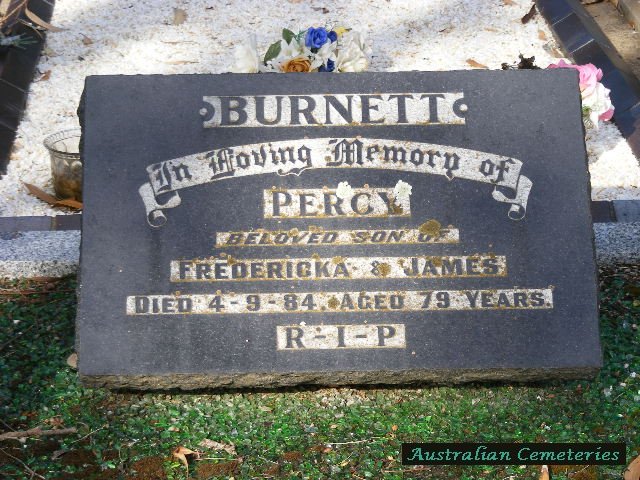 BURNETT
In Loving Memory of
PERCY
BELOVED SON OF
FREDERICKA & JAMES
DIED 4-9-84. AGED 79 YEARS.
R-I-P
Australian Cemeteries